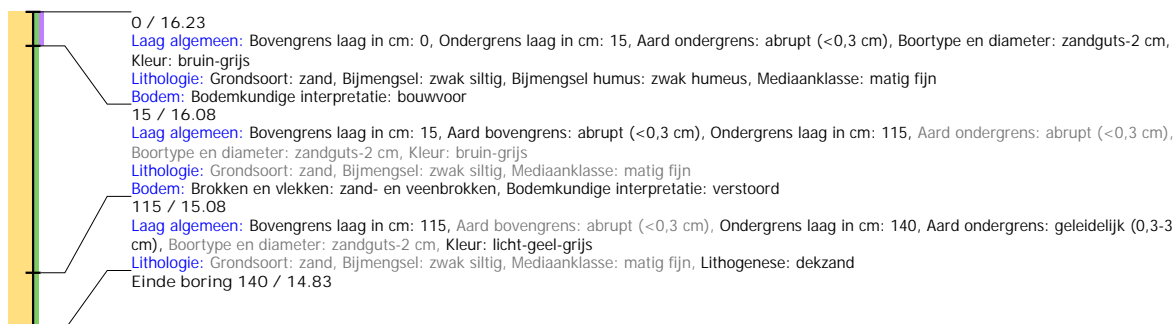 0 / 16.23
Laag algemeen: Bovengrens laag in cm: 0, Ondergrens laag in cm: 15, Aard ondergrens: abrupt (<0,3 cm), Boortype en diameter: zandguts-2 cm,
Kleur: bruin-grijs
Lithologie: Grondsoort: zand, Bijmengsel: zwak siltig, Bijmengsel humus: zwak humeus, Mediaanklasse: matig fijn
Bodem: Bodemkundige interpretatie: bouwvoor
15 / 16.08
Laag algemeen: Bovengrens laag in cm: 15, Aard bovengrens: abrupt (<0,3 cm), Ondergrens laag in cm: 115, Aard ondergrens: abrupt (<0,3 cm),
Boortype en diameter: zandguts-2 cm, Kleur: bruin-grijs
Lithologie: Grondsoort: zand, Bijmengsel: zwak siltig, Mediaanklasse: matig fijn
Bodem: Brokken en vlekken: zand- en veenbrokken, Bodemkundige interpretatie: verstoord
115 / 15.08
Laag algemeen: Bovengrens laag in cm: 115, Aard bovengrens: abrupt (<0,3 cm), Ondergrens laag in cm: 140, Aard ondergrens: geleidelijk (0,3-3
cm), Boortype en diameter: zandguts-2 cm, Kleur: licht-geel-grijs
Lithologie: Grondsoort: zand, Bijmengsel: zwak siltig, Mediaanklasse: matig fijn, Lithogenese: dekzand
Einde boring 140 / 14.83